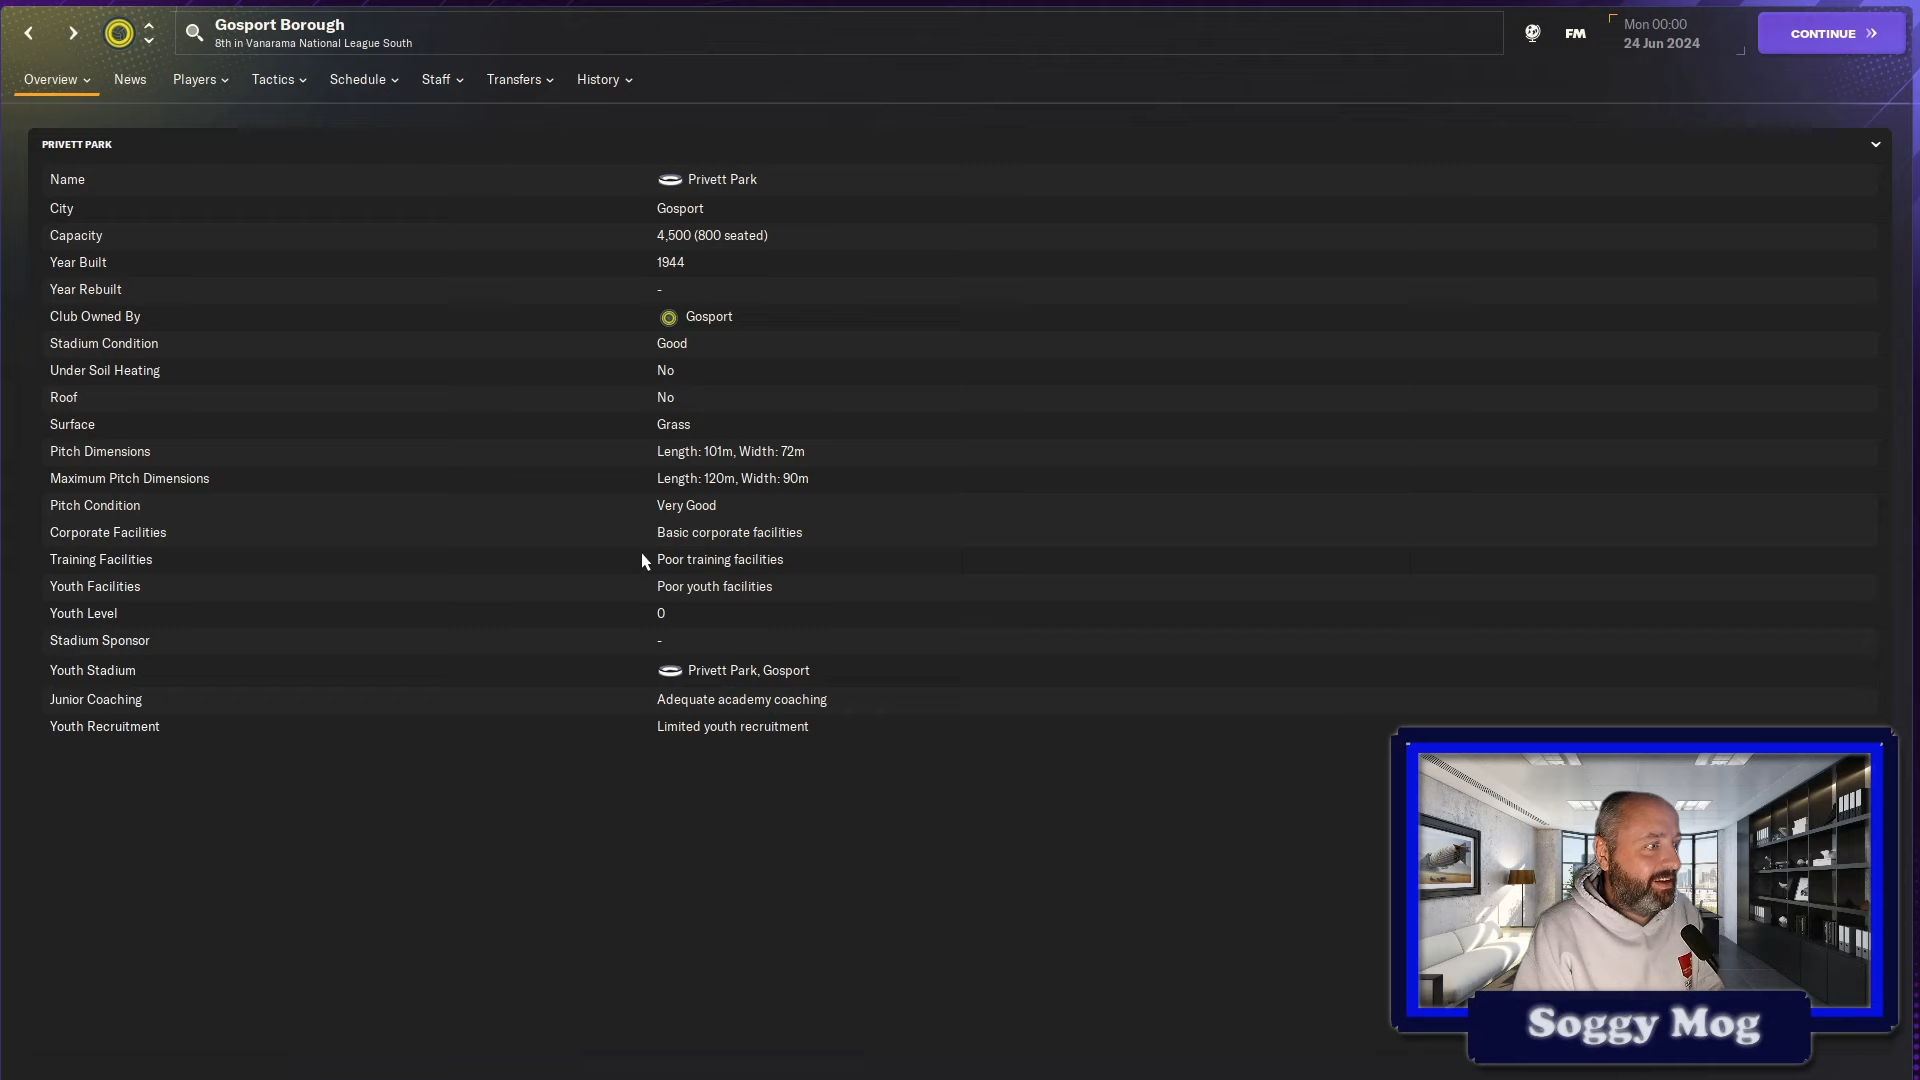 Gosport Borough
8th in Vanarama National League South
FM
Mon 00:00
24 Jun 2024
CONTINUE
Overview
News
Players
Tactics
Schedule
Staff
Transfers
History
PRIVETT PARK
Name Privett Park
City Gosport
Capacity 4,500 (800 seated)
Year Built 1944
Year Rebuilt -
Club Owned By Gosport
Stadium Condition Good
Under Soil Heating No
Roof No
Surface Grass
Pitch Dimensions Length: 101m, Width: 72m
Maximum Pitch Dimensions Length: 120m, Width: 90m
Pitch Condition Very Good
Corporate Facilities Basic corporate facilities
Training Facilities Poor training facilities
Youth Facilities Poor youth facilities
Youth Level 0
Stadium Sponsor -
Youth Stadium Privett Park, Gosport
Junior Coaching Adequate academy coaching
Youth Recruitment Limited youth recruitment
Soggy Mog